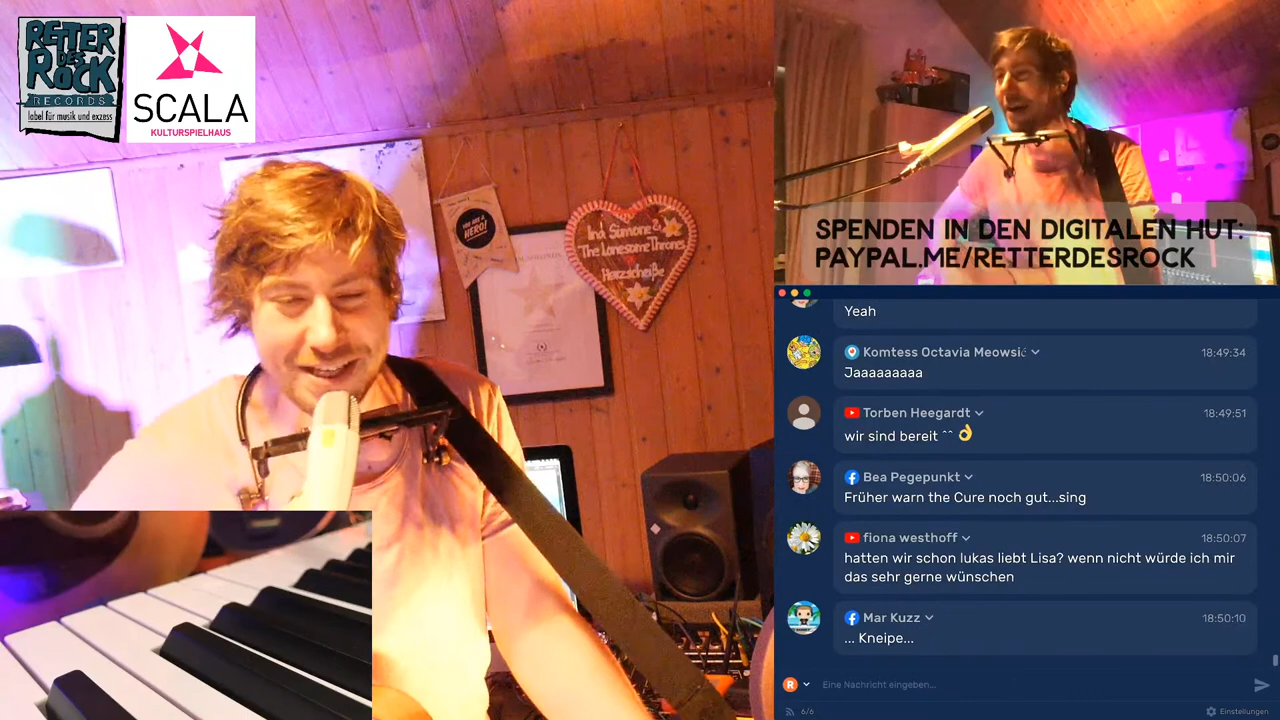 RETTER
DES
ROCK
RECORDS
label für musik und exzess
SCALA
KULTURSPIELHAUS
YOU ARE A
HERO!
Ina Simone &
The Lonesome Thrones
Herzscheiße
SPENDEN IN DEN DIGITALEN HUT:
PAYPAL.ME/RETTERDESROCK
Yeah
Komtess Octavia Meowsić 18:49:34
Jaaaaaaaaa
Torben Heegardt 18:49:51
wir sind bereit ^^ 👌
Bea Pegepunkt 18:50:06
Früher warn the Cure noch gut...sing
fiona westhoff 18:50:07
hatten wir schon lukas liebt Lisa? wenn nicht würde ich mir
das sehr gerne wünschen
Mar Kuzz 18:50:10
... Kneipe...
R Eine Nachricht eingeben...
6/6 Einstellungen